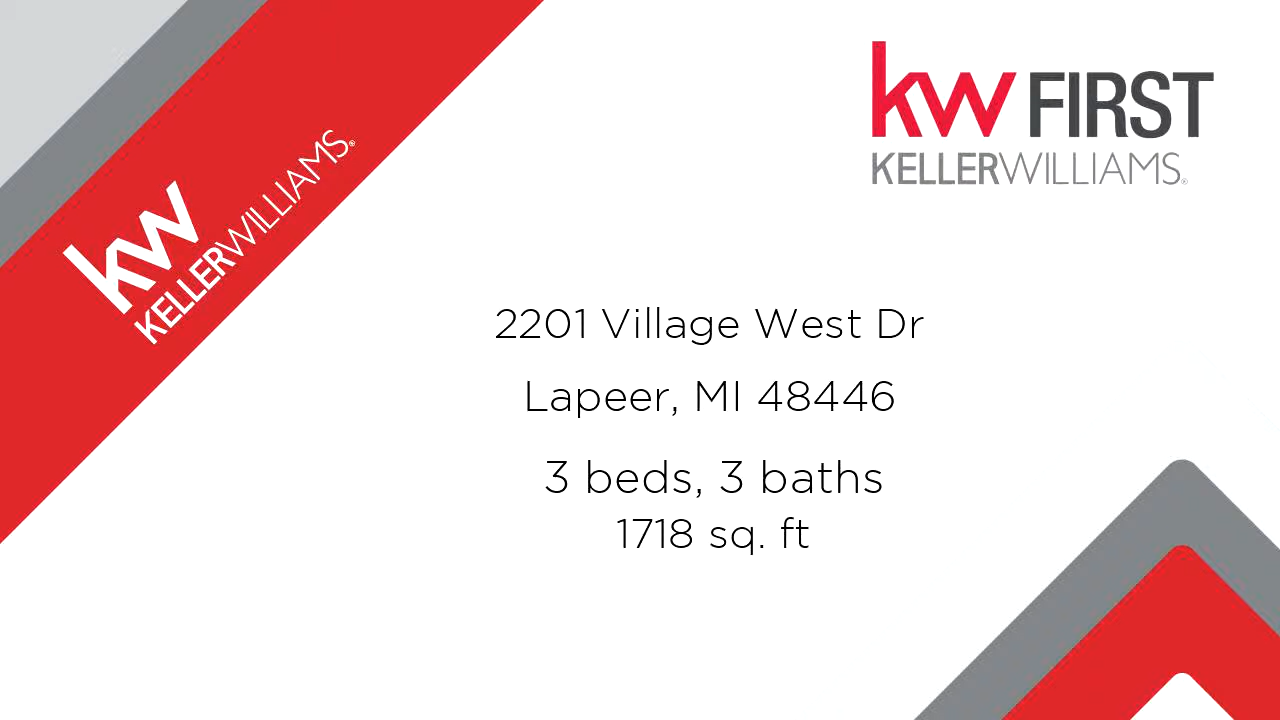 kw
KELLERWILLIAMS®
kw FIRST
KELLERWILLIAMS®
2201 Village West Dr
Lapeer, MI 48446
3 beds, 3 baths
1718 sq. ft